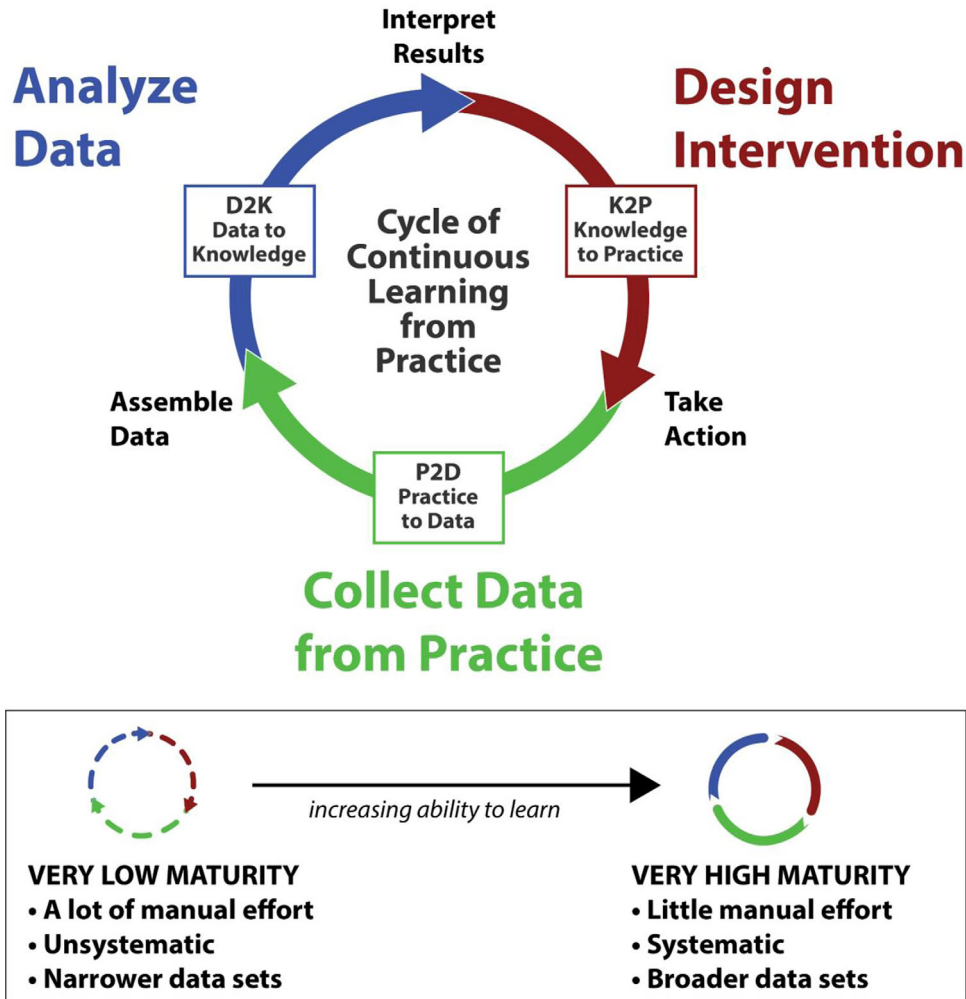 Interpret
Results
Analyze
Data
Design
Intervention
D2K
Data to
Knowledge
Cycle of
Continuous
Learning
from
Practice
K2P
Knowledge
to Practice
Assemble
Data
Take
Action
P2D
Practice
to Data
Collect Data
from Practice
increasing ability to learn
VERY LOW MATURITY
• A lot of manual effort
• Unsystematic
• Narrower data sets
VERY HIGH MATURITY
• Little manual effort
• Systematic
• Broader data sets